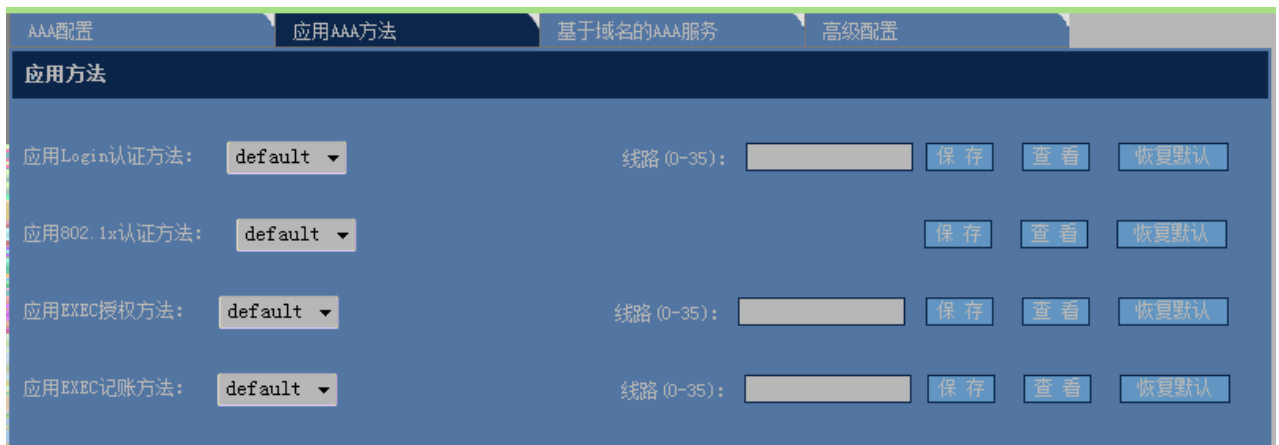 AAA配置 应用AAA方法 基于域名的AAA服务 高级配置
应用方法
应用Login认证方法: default 线路(0-35): 保 存 查 看 恢复默认
应用802.1x认证方法: default 保 存 查 看 恢复默认
应用EXEC授权方法: default 线路(0-35): 保 存 查 看 恢复默认
应用EXEC记账方法: default 线路(0-35): 保 存 查 看 恢复默认